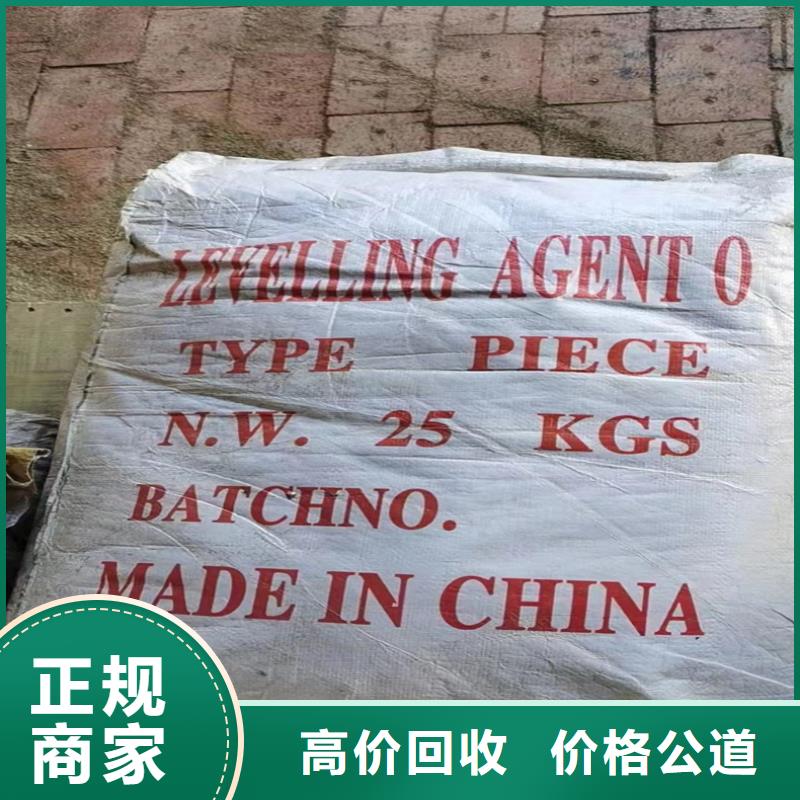 LEVELLING AGENT O
TYPE PIECE
N.W. 25 KGS
BATCHNO.
MADE IN CHINA
正规
商家
高价回收 价格公道